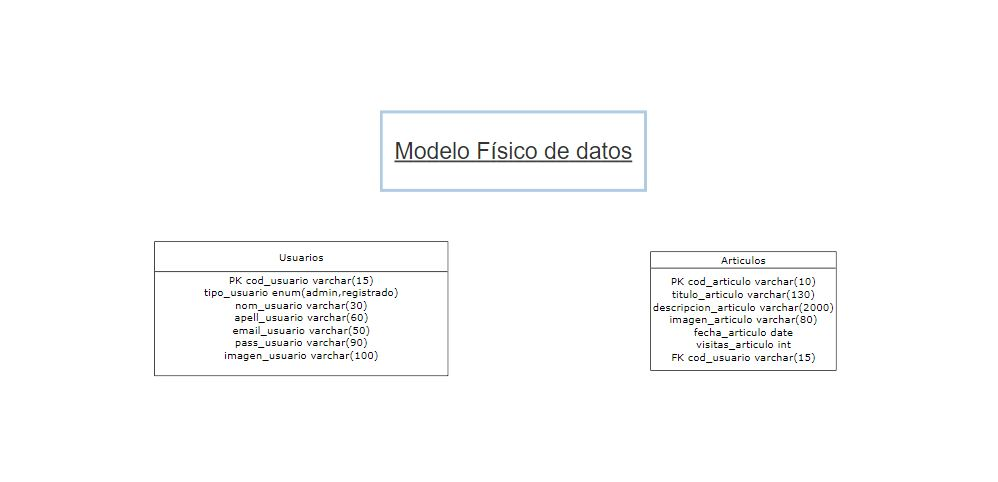 Modelo Físico de datos
Usuarios
PK cod_usuario varchar(15)
tipo_usuario enum(admin,registrado)
nom_usuario varchar(30)
apell_usuario varchar(60)
email_usuario varchar(50)
pass_usuario varchar(90)
imagen_usuario varchar(100)
Articulos
PK cod_articulo varchar(10)
titulo_articulo varchar(130)
descripcion_articulo varchar(2000)
imagen_articulo varchar(80)
fecha_articulo date
visitas_articulo int
FK cod_usuario varchar(15)